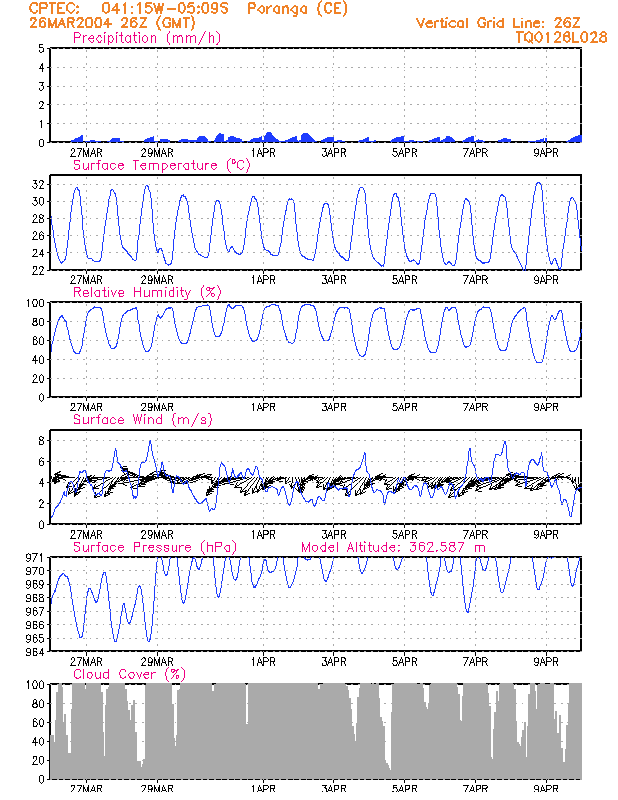 CPTEC: 041:15W-05:09S Poranga (CE)
26MAR2004 26Z (GMT) Vertical Grid Line: 26Z
Precipitation (mm/h) TQ0126L028
5
4
3
2
1
0
27MAR 29MAR 1APR 3APR 5APR 7APR 9APR
Surface Temperature (ºC)
32
30
28
26
24
22
27MAR 29MAR 1APR 3APR 5APR 7APR 9APR
Relative Humidity (%)
100
80
60
40
20
0
27MAR 29MAR 1APR 3APR 5APR 7APR 9APR
Surface Wind (m/s)
8
6
4
2
0
27MAR 29MAR 1APR 3APR 5APR 7APR 9APR
Surface Pressure (hPa) Model Altitude: 362.587 m
971
970
969
968
967
966
965
964
27MAR 29MAR 1APR 3APR 5APR 7APR 9APR
Cloud Cover (%)
100
80
60
40
20
0
27MAR 29MAR 1APR 3APR 5APR 7APR 9APR